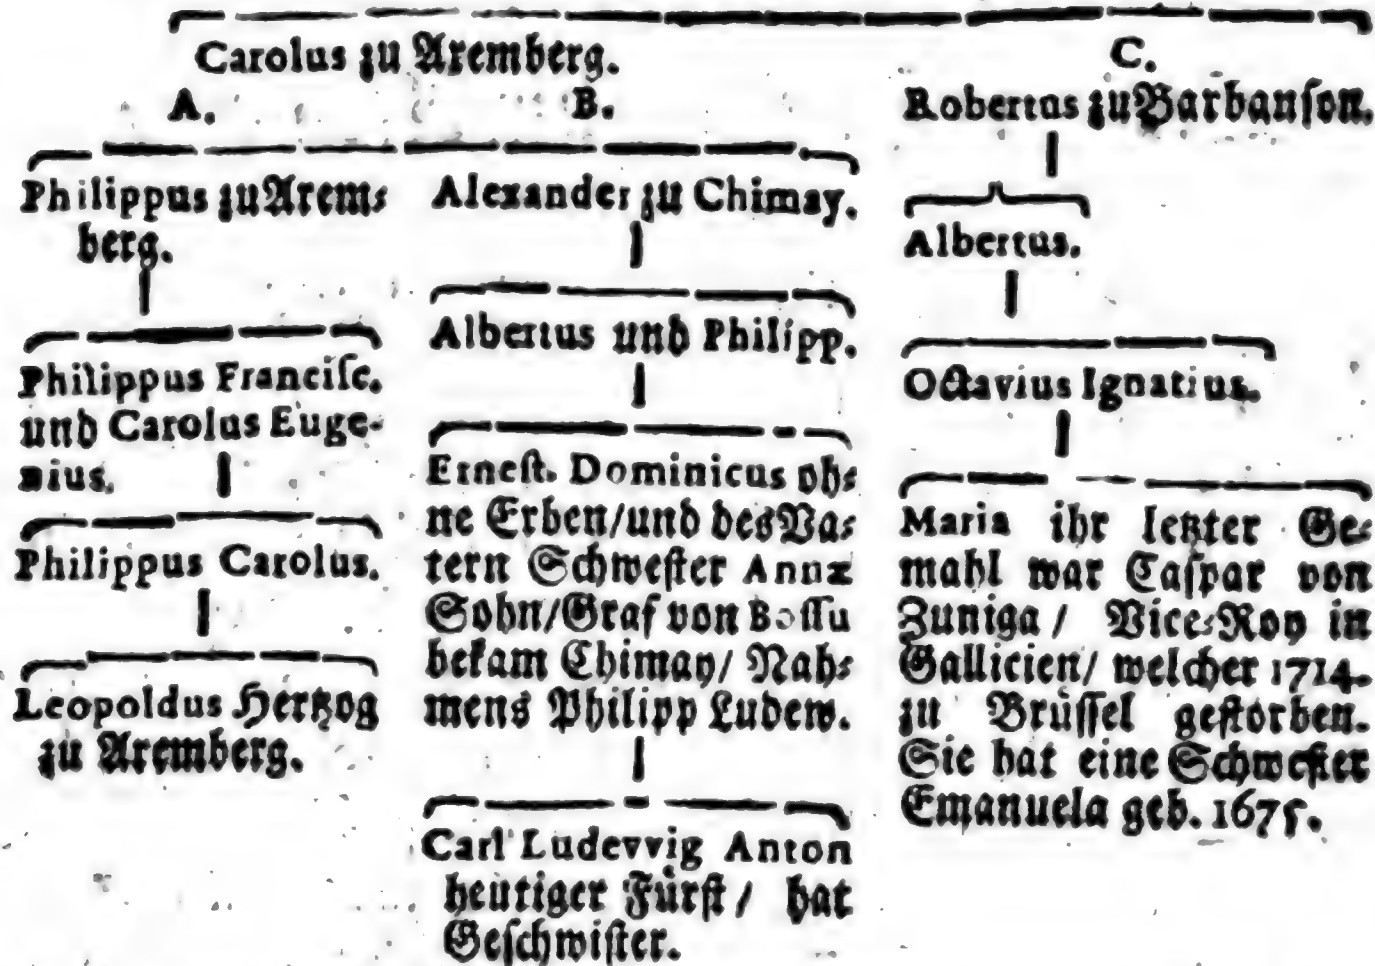 Carolus zu Aremberg.
A. B.
Philippus zu Arem⸗
berg.
Philippus Franciſc.
und Carolus Euge-
nius.
Philippus Carolus.
Leopoldus Hertzog
zu Aremberg.
Alexander zu Chimay.
Albertus und Philipp.
Erneſt. Dominicus oh⸗
ne Erben/und des Va⸗
tern Schweſter Annæ
Sohn/Graf von Boſſu
bekam Chimay/ Nah⸗
mens Philipp Ludew.
Carl Ludevvig Anton
heutiger Fürſt/ hat
Geſchwiſter.
C.
Robertus zu Barbanſon.
Albertus.
Octavius Ignatius.
Maria ihr letzter Ge⸗
mahl war Caſpar von
Zuniga/ Vice⸗Roy in
Gallicien/ welcher 1714.
zu Brüſſel geſtorben.
Sie hat eine Schweſter
Emanuela geb. 1675.